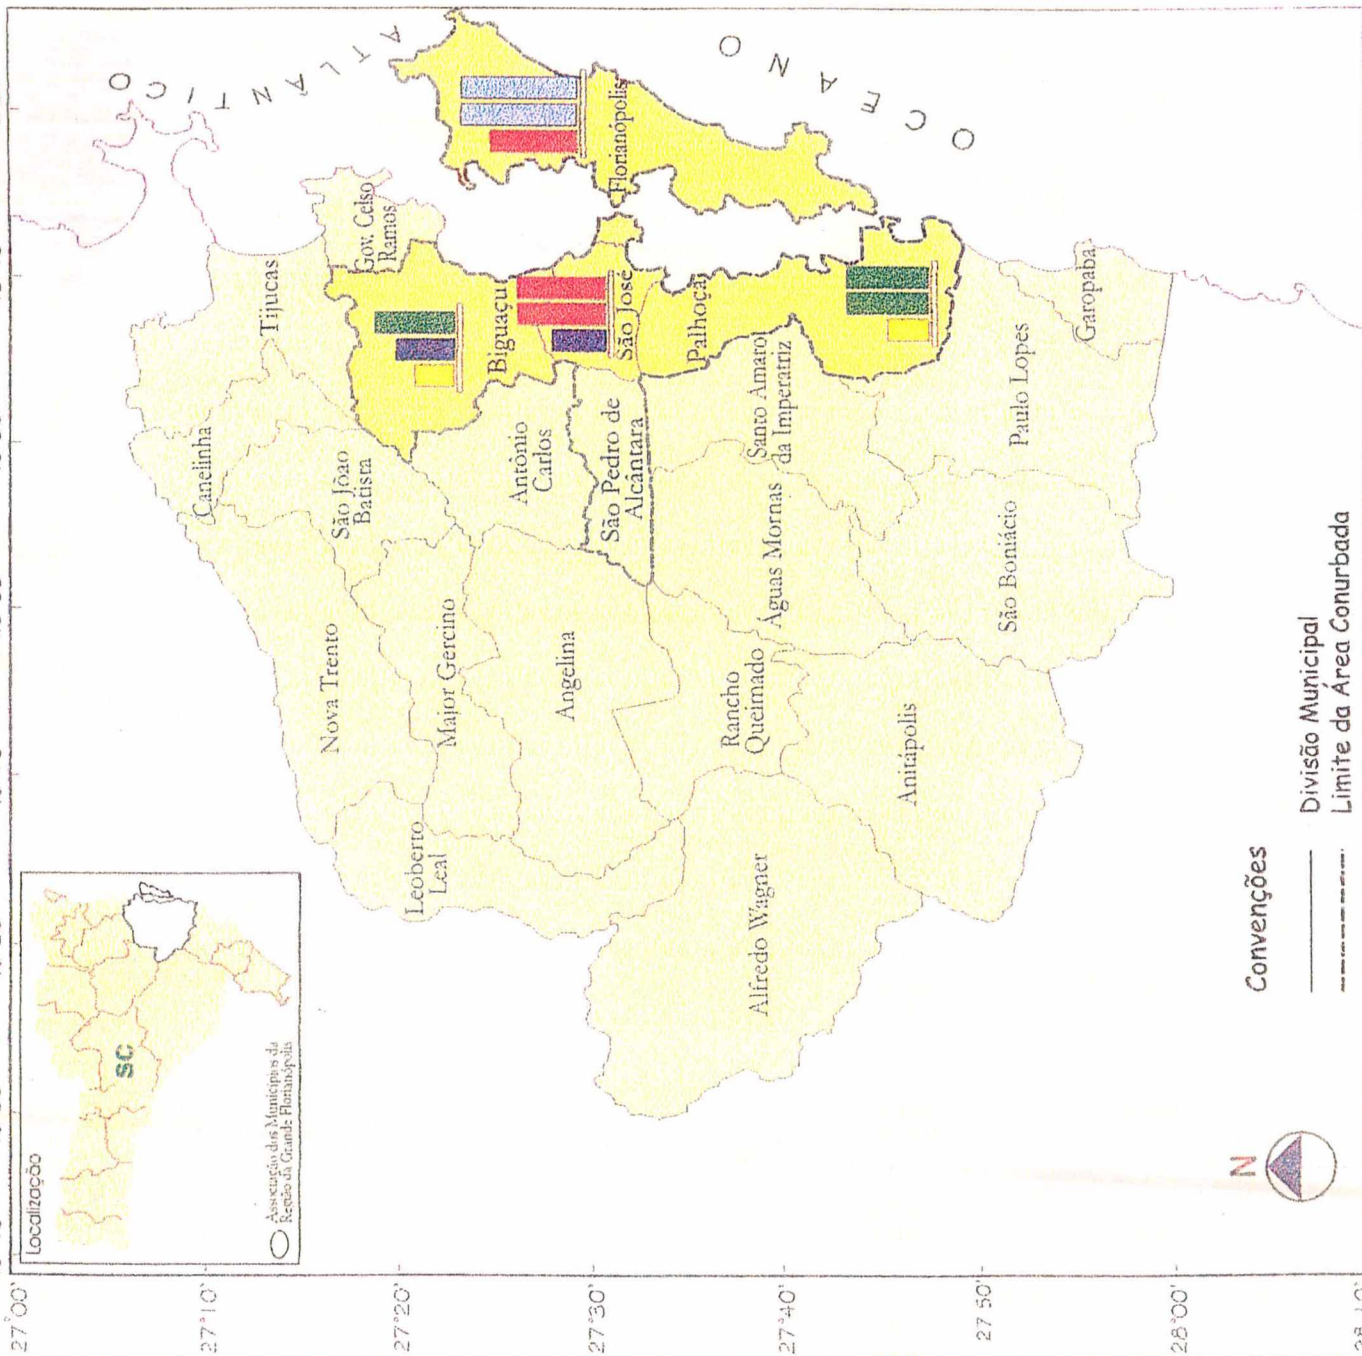 Localização
SC
Associação dos Municípios da
Região da Grande Florianópolis
27°00'
27°10'
27°20'
27°30'
27°40'
27°50'
28°00'
OCEANO
ATLÂNTICO
Tijucas
Gov. Celso
Ramos
Canelinha
São Jõao
Batista
Biguaçu
Antônio
Carlos
São José
Florianópolis
São Pedro de
Alcântara
Palhoça
Santo Amaro
da Imperatriz
Nova Trento
Major Gercino
Angelina
Águas Mornas
Paulo Lopes
Garopaba
Leoberto
Leal
Rancho
Queimado
São Bonifácio
Alfredo Wagner
Anitápolis
N
Convenções
Divisão Municipal
Limite da Área Conurbada